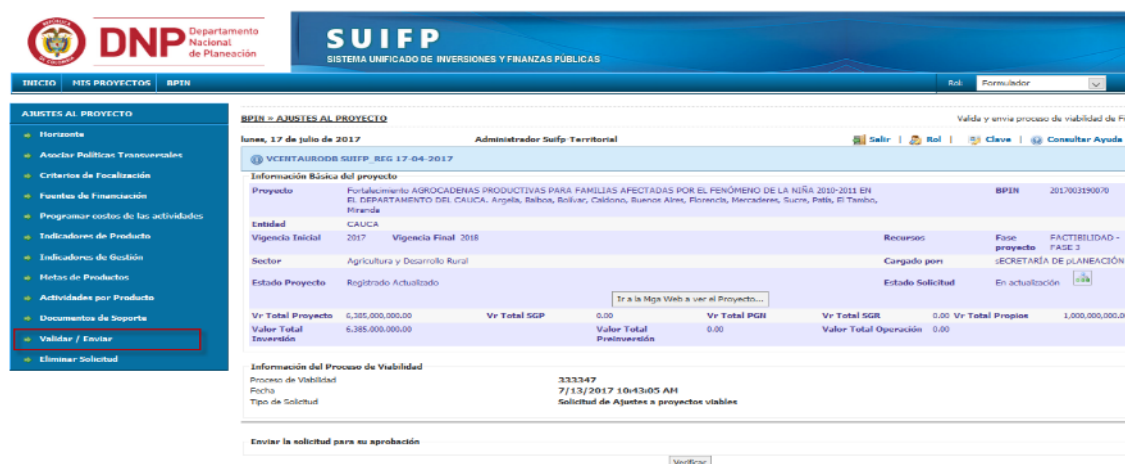 REPÚBLICA
DE COLOMBIA
DNP Departamento
Nacional
de Planeación
SUIFP
SISTEMA UNIFICADO DE INVERSIONES Y FINANZAS PÚBLICAS
INICIO MIS PROYECTOS BPIN
Rol: Formulador
AJUSTES AL PROYECTO
Horizonte
Asociar Políticas Transversales
Criterios de Focalización
Fuentes de Financiación
Programar costos de las actividades
Indicadores de Producto
Indicadores de Gestión
Metas de Productos
Actividades por Producto
Documentos de Soporte
Validar / Enviar
Eliminar Solicitud
BPIN » AJUSTES AL PROYECTO Valida y envía proceso de viabilidad de Fi
lunes, 17 de julio de 2017 Administrador Suifp-Territorial Salir | Rol | Clave | Consultar Ayuda
VCENTAURODB SUIFP_REG 17-04-2017
Información Básica del proyecto
Proyecto Fortalecimiento AGROCADENAS PRODUCTIVAS PARA FAMILIAS AFECTADAS POR EL FENÓMENO DE LA NIÑA 2010-2011 EN BPIN 2017003190070
EL DEPARTAMENTO DEL CAUCA. Argelia, Balboa, Bolívar, Caldono, Buenos Aires, Florencia, Mercaderes, Sucre, Patía, El Tambo,
Miranda
Entidad CAUCA
Vigencia Inicial 2017 Vigencia Final 2018 Recursos Fase FACTIBILIDAD -
proyecto FASE 3
Sector Agricultura y Desarrollo Rural Cargado por: sECRETARÍA DE pLANEACIÓN
Estado Proyecto Registrado Actualizado Estado Solicitud En actualización
Ir a la Mga Web a ver el Proyecto...
Vr Total Proyecto 6,385,000,000.00 Vr Total SGP 0.00 Vr Total PGN Vr Total SGR 0.00 Vr Total Propios 1,000,000,000.0
Valor Total 6.385.000.000.00 Valor Total 0.00 Valor Total Operación 0.00
Inversión Preinversión
Información del Proceso de Viabilidad
Proceso de Viabilidad 333347
Fecha 7/13/2017 10:43:05 AM
Tipo de Solicitud Solicitud de Ajustes a proyectos viables
Enviar la solicitud para su aprobación
Verificar